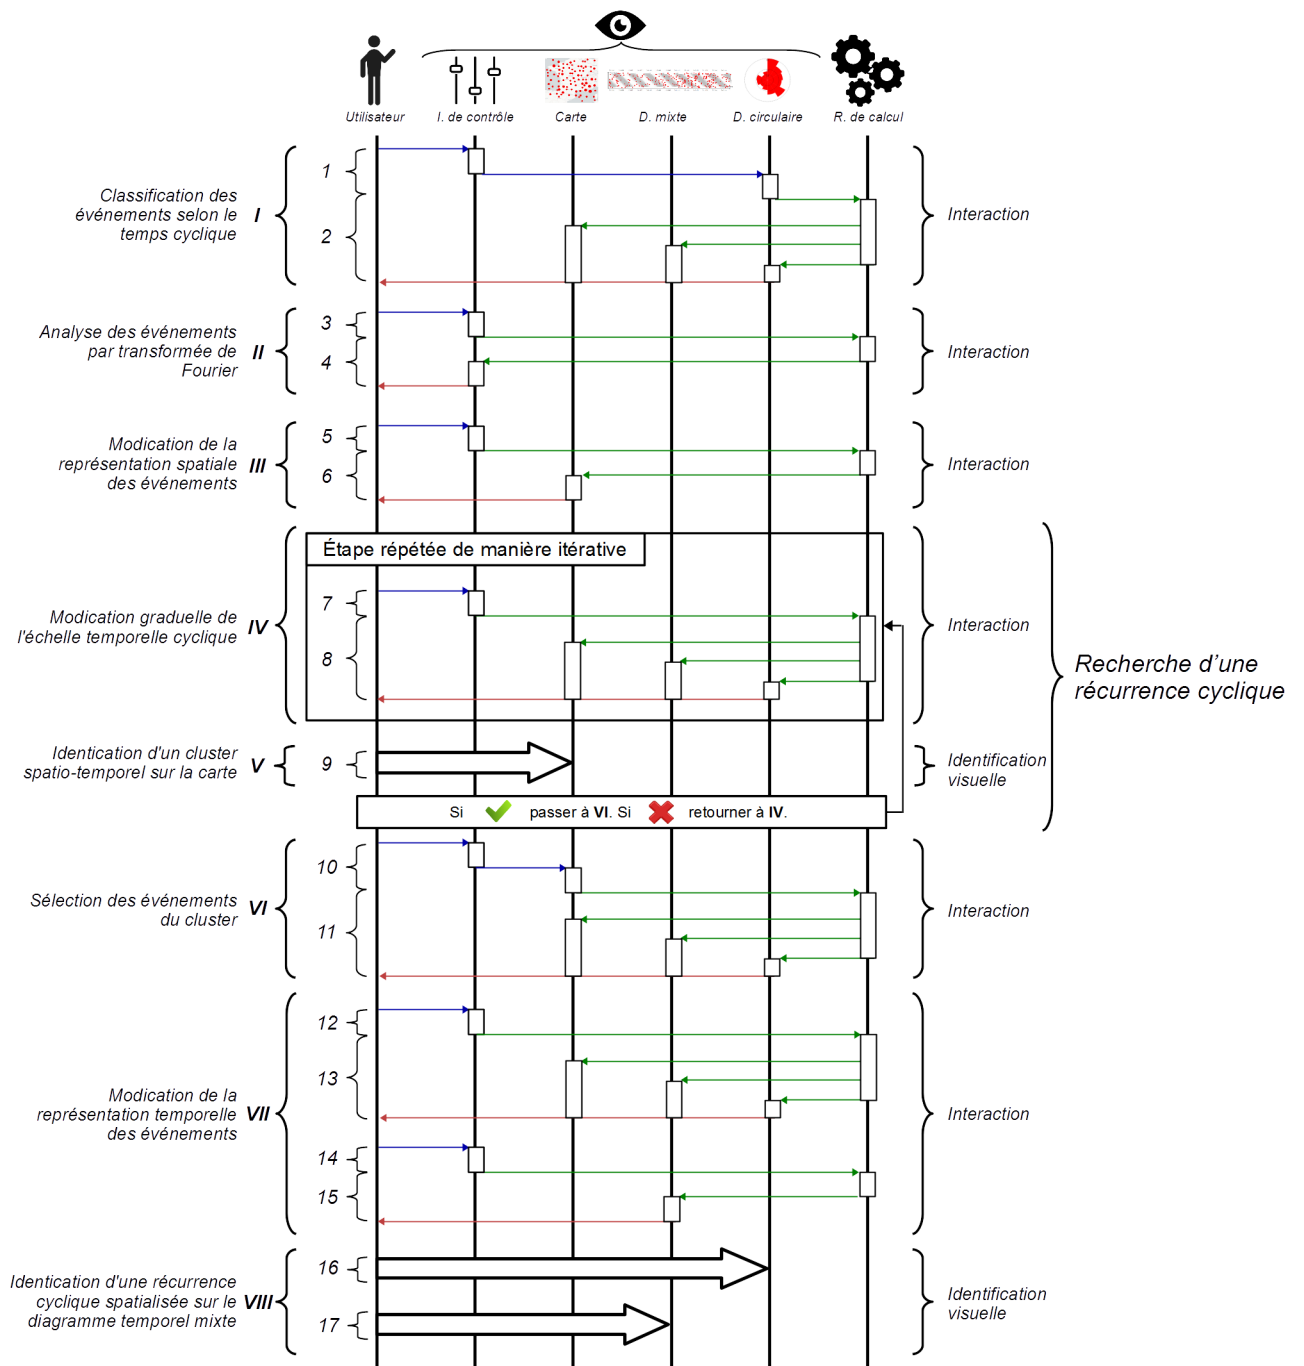 Utilisateur
I. de contrôle
Carte
D. mixte
D. circulaire
R. de calcul
Classification des
événements selon le
temps cyclique
I
1
2
Interaction
Analyse des événements
par transformée de
Fourier
II
3
4
Interaction
Modication de la
représentation spatiale
des événements
III
5
6
Interaction
Étape répétée de manière itérative
Modication graduelle de
l'échelle temporelle cyclique
IV
7
8
Interaction
Recherche d’une
récurrence cyclique
Identication d'un cluster
spatio-temporel sur la carte
V
9
Identification
visuelle
Si passer à VI. Si retourner à IV.
Sélection des événements
du cluster
VI
10
11
Interaction
Modication de la
représentation temporelle
des événements
VII
12
13
14
15
Interaction
Identication d'une récurrence
cyclique spatialisée sur le
diagramme temporel mixte
VIII
16
17
Identification
visuelle